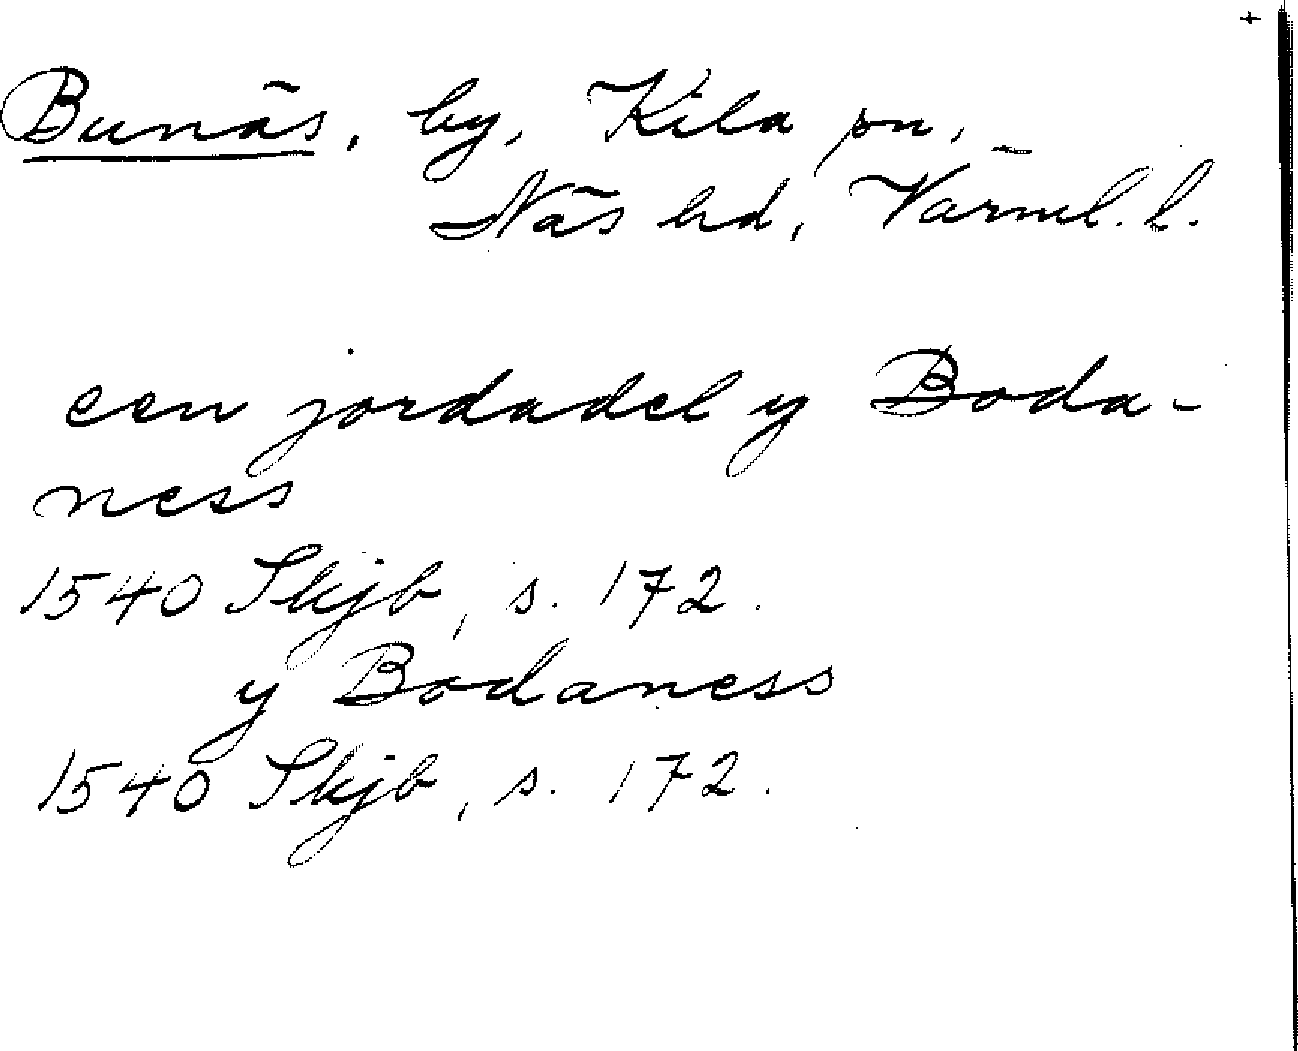 +
Bunäs, by, Kila sn,
Näs hd, Värml. l.
een jordadel y Boda-
ness
1540 Skjb, s. 172.
y Bodaness
1540 Skjb, s. 172.